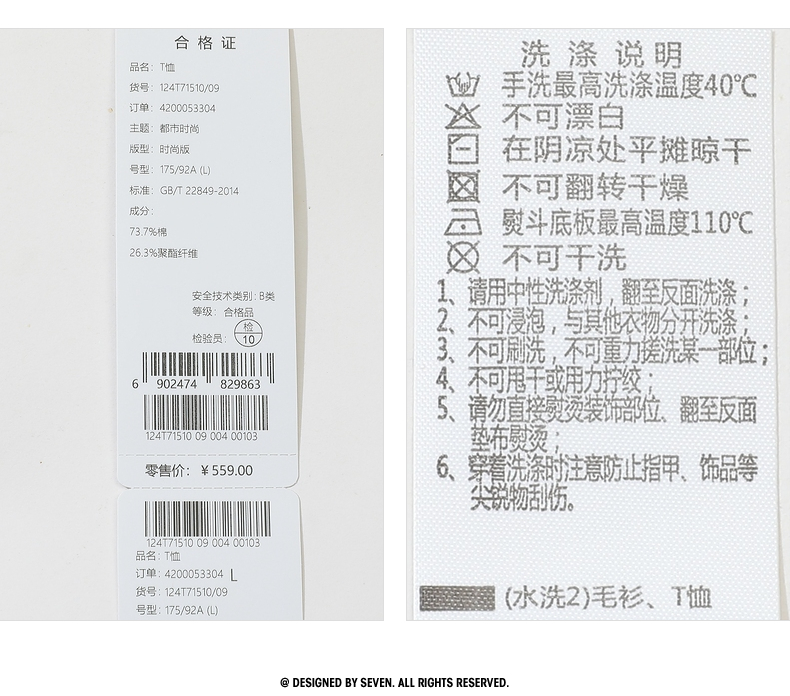 合格证
品名：T恤
货号：124T71510/09
订单：4200053304
主题：都市时尚
版型：时尚版
号型：175/92A (L)
标准：GB/T 22849-2014
成分：
73.7%棉
26.3%聚酯纤维
安全技术类别：B类
等级：合格品
检验员：检 10
6 902474 829863
124T71510 09 004 00103
零售价：￥559.00
124T71510 09 004 00103
品名：T恤
订单：4200053304 L
货号：124T71510/09
号型：175/92A (L)
洗涤说明
手洗最高洗涤温度40℃
不可漂白
在阴凉处平摊晾干
不可翻转干燥
熨斗底板最高温度110℃
不可干洗
1、请用中性洗涤剂，翻至反面洗涤；
2、不可浸泡，与其他衣物分开洗涤；
3、不可刷洗，不可重力搓洗某一部位；
4、不可甩干或用力拧绞；
5、请勿直接熨烫装饰部位、翻至反面
垫布熨烫；
6、穿着洗涤时注意防止指甲、饰品等
尖锐物刮伤。
(水洗2)毛衫、T恤
@ DESIGNED BY SEVEN. ALL RIGHTS RESERVED.